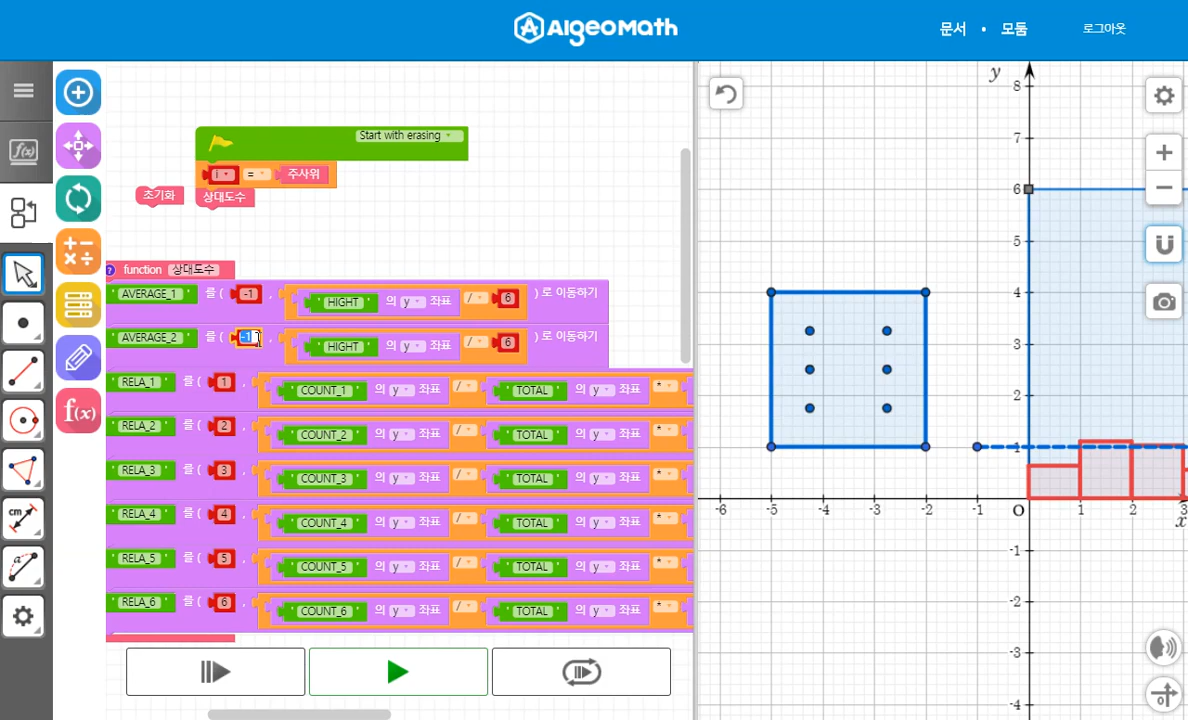 AlgeoMath
문서 • 모둠
로그아웃
Start with erasing
i = 주사위
초기화
상대도수
? function 상대도수
' AVERAGE_1 ' 를 ( -1 , ' HIGHT ' 의 y 좌표 / 6 ) 로 이동하기
' AVERAGE_2 ' 를 ( -1 , ' HIGHT ' 의 y 좌표 / 6 ) 로 이동하기
' RELA_1 ' 를 ( 1 , ' COUNT_1 ' 의 y 좌표 / ' TOTAL ' 의 y 좌표 *
' RELA_2 ' 를 ( 2 , ' COUNT_2 ' 의 y 좌표 / ' TOTAL ' 의 y 좌표 *
' RELA_3 ' 를 ( 3 , ' COUNT_3 ' 의 y 좌표 / ' TOTAL ' 의 y 좌표 *
' RELA_4 ' 를 ( 4 , ' COUNT_4 ' 의 y 좌표 / ' TOTAL ' 의 y 좌표 *
' RELA_5 ' 를 ( 5 , ' COUNT_5 ' 의 y 좌표 / ' TOTAL ' 의 y 좌표 *
' RELA_6 ' 를 ( 6 , ' COUNT_6 ' 의 y 좌표 / ' TOTAL ' 의 y 좌표 *
f(x)
f(x)
cm
a°
y
8
7
6
5
4
3
2
1
-6 -5 -4 -3 -2 -1 O 1 2 3
x
-1
-2
-3
-4